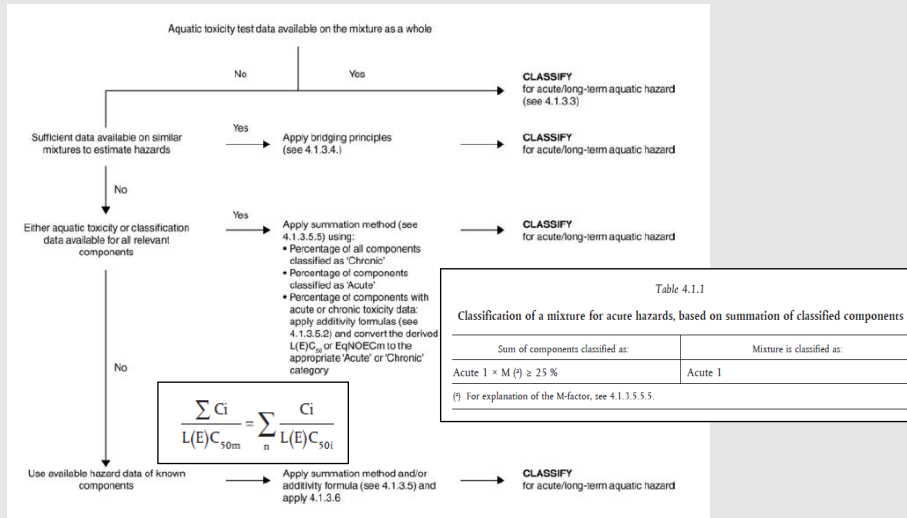 Aquatic toxicity test data available on the mixture as a whole
No
Yes
CLASSIFY
for acute/long-term aquatic hazard
(see 4.1.3.3)
Sufficient data available on similar
mixtures to estimate hazards
Yes
Apply bridging principles
(see 4.1.3.4.)
CLASSIFY
for acute/long-term aquatic hazard
No
Either aquatic toxicity or classification
data available for all relevant
components
Yes
Apply summation method (see
4.1.3.5.5) using:
• Percentage of all components
classified as 'Chronic'
• Percentage of components
classified as 'Acute'
• Percentage of components with
acute or chronic toxicity data:
apply additivity formulas (see
4.1.3.5.2) and convert the derived
L(E)C50 or EqNOECm to the
appropriate 'Acute' or 'Chronic'
category
CLASSIFY
for acute/long-term aquatic hazard
Table 4.1.1
Classification of a mixture for acute hazards, based on summation of classified components
Sum of components classified as:
Mixture is classified as:
Acute 1 × M (ª) ≥ 25 %
Acute 1
(ª) For explanation of the M-factor, see 4.1.3.5.5.5.
No
∑ Ci / L(E)C50m = ∑n Ci / L(E)C50i
Use available hazard data of known
components
Apply summation method and/or
additivity formula (see 4.1.3.5) and
apply 4.1.3.6
CLASSIFY
for acute/long-term aquatic hazard